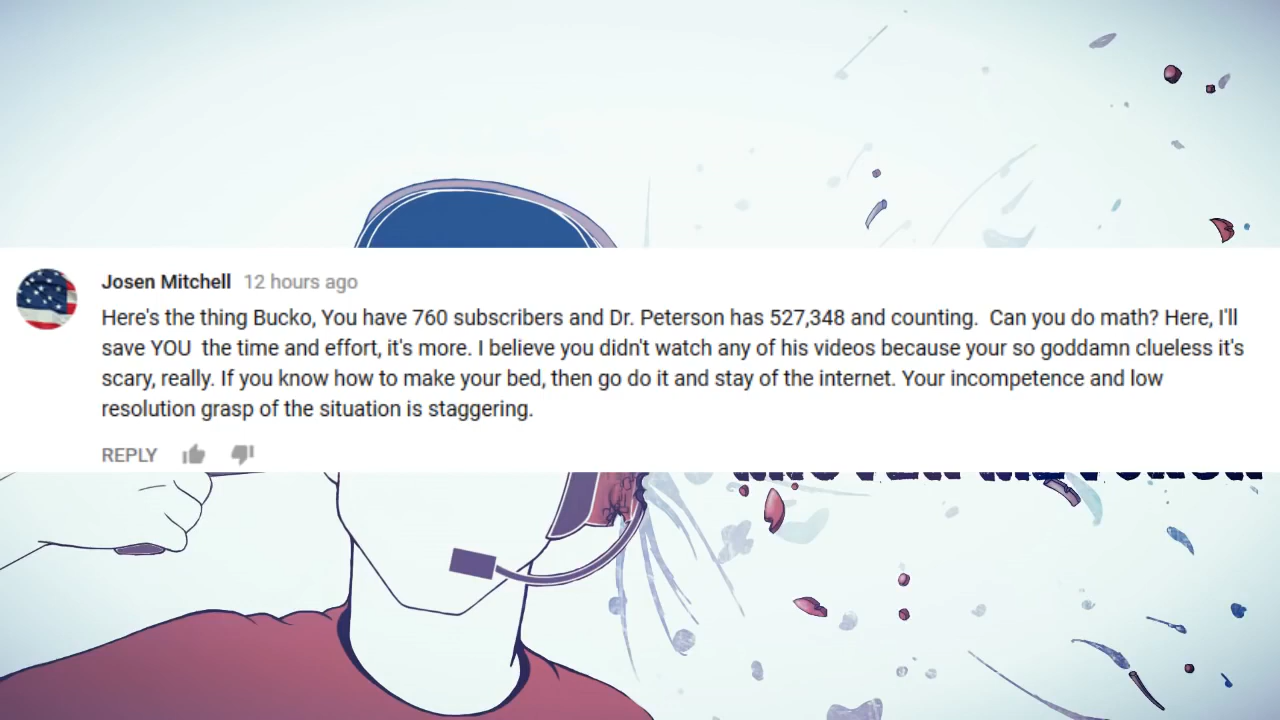 Josen Mitchell 12 hours ago
Here's the thing Bucko, You have 760 subscribers and Dr. Peterson has 527,348 and counting.  Can you do math? Here, I'll
save YOU  the time and effort, it's more. I believe you didn't watch any of his videos because your so goddamn clueless it's
scary, really. If you know how to make your bed, then go do it and stay of the internet. Your incompetence and low
resolution grasp of the situation is staggering.
REPLY